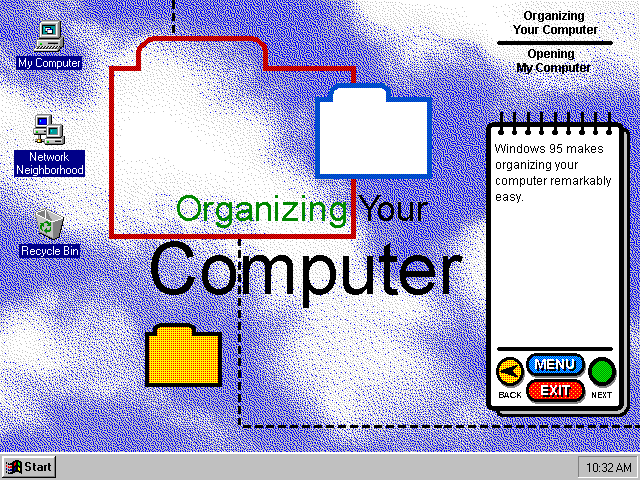 Organizing
Your Computer
Opening
My Computer
My Computer
Network
Neighborhood
Recycle Bin
Organizing Your
Computer
Windows 95 makes
organizing your
computer remarkably
easy.
MENU
EXIT
BACK
NEXT
Start
10:32 AM